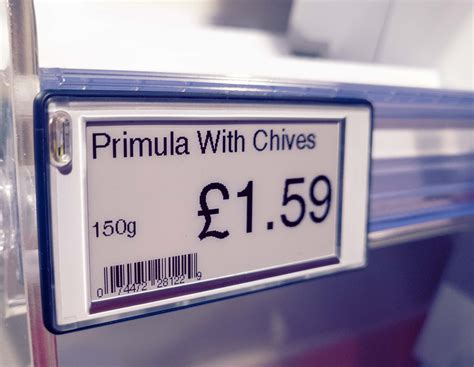 Primula With Chives
£1.59
150g
0 74472 28122 9